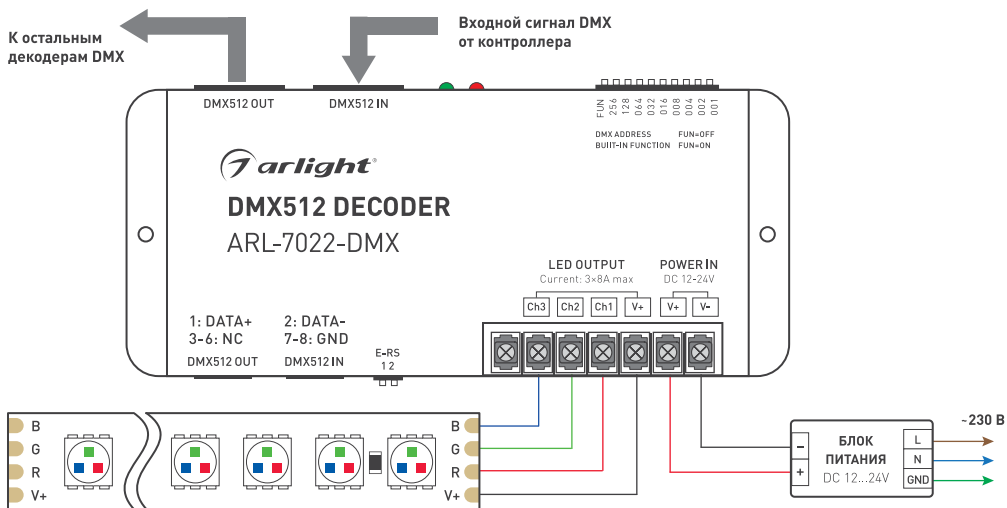 К остальным
декодерам DMX
Входной сигнал DMX
от контроллера
DMX512 OUT
DMX512 IN
FUN
256
128
064
032
016
008
004
002
001
DMX ADDRESS FUN=OFF
BUILT-IN FUNCTION FUN=ON
arlight®
DMX512 DECODER
ARL-7022-DMX
LED OUTPUT
Current: 3×8A max
POWER IN
DC 12-24V
Ch3
Ch2
Ch1
V+
V+
V-
1: DATA+ 2: DATA-
3-6: NC 7-8: GND
DMX512 OUT
DMX512 IN
E-RS
1 2
B
G
R
V+
B
G
R
V+
−
+
БЛОК
ПИТАНИЯ
DC 12...24V
L
N
GND
~230 В